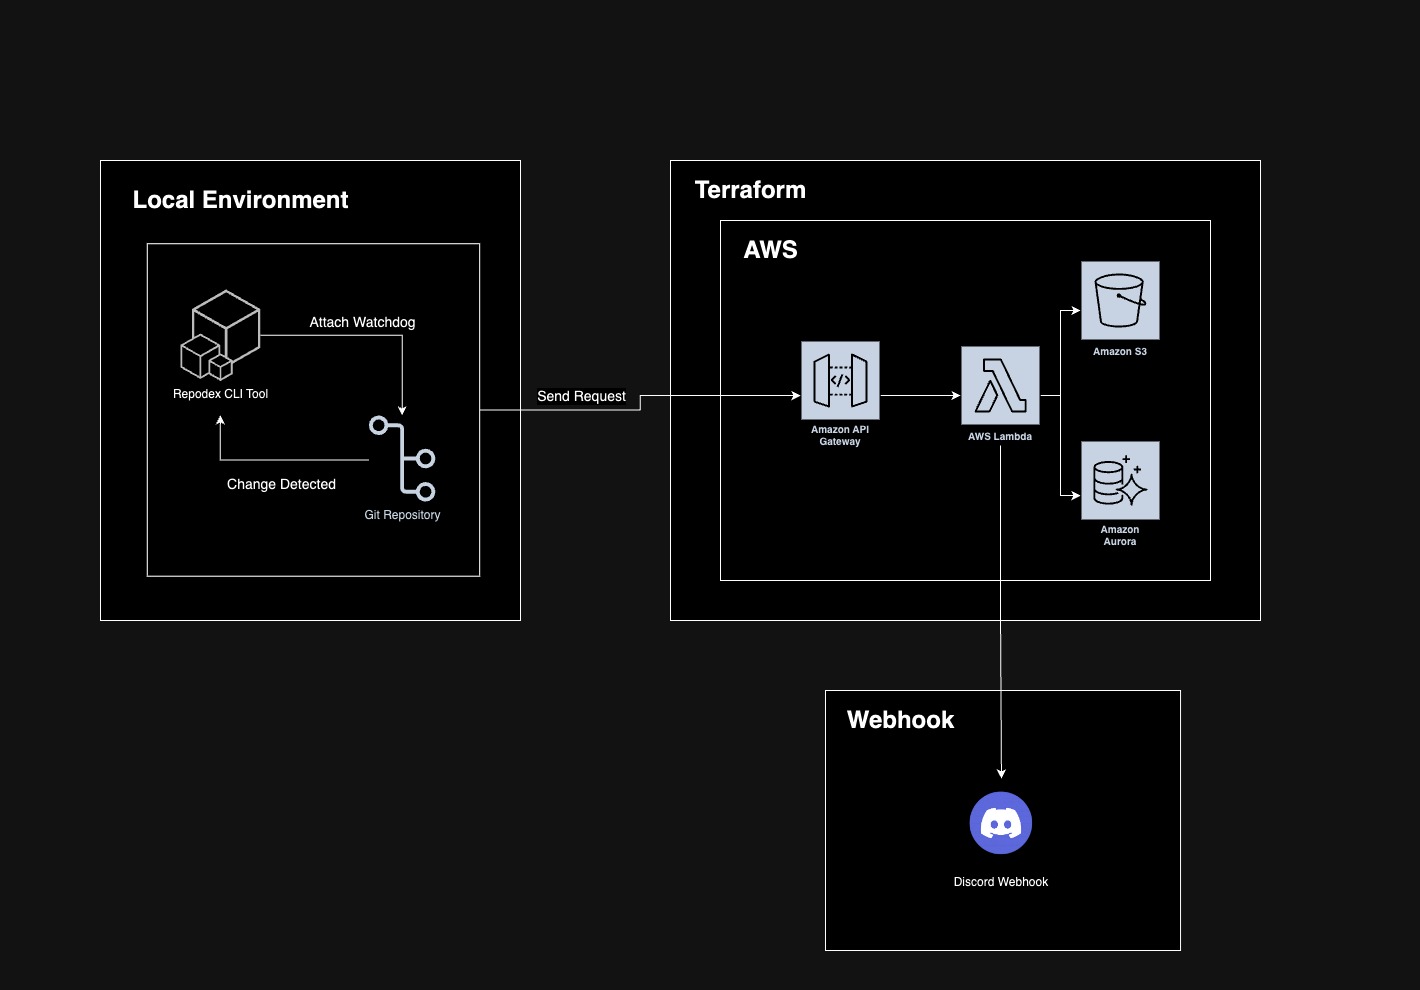 Local Environment
Attach Watchdog
Repodex CLI Tool
Change Detected
Git Repository
Send Request
Terraform
AWS
Amazon API
Gateway
</>
AWS Lambda
Amazon S3
Amazon
Aurora
Webhook
Discord Webhook